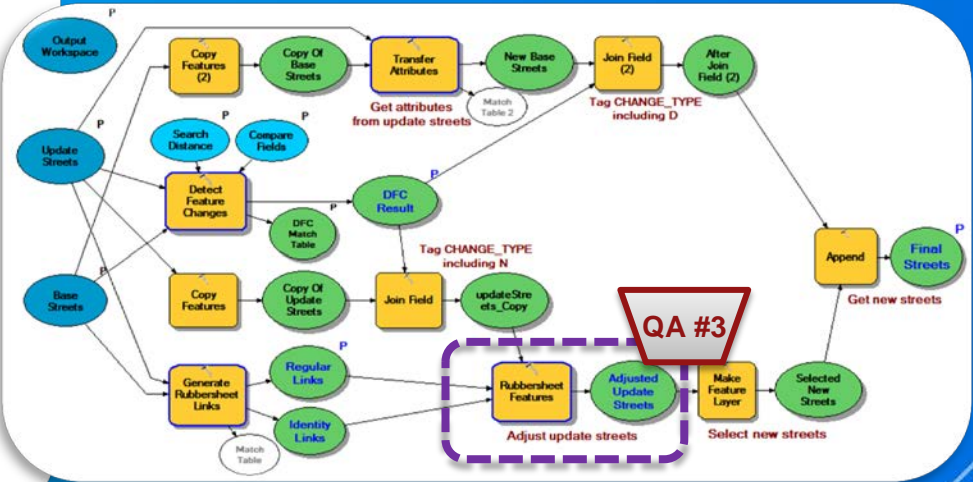 P
Output
Workspace
Copy
Features
(2)
Copy Of
Base
Streets
Transfer
Attributes
New Base
Streets
Join Field
(2)
After
Join
Field (2)
Match
Table 2
Get attributes
from update streets
Tag CHANGE_TYPE
including D
P
Update
Streets
P
Search
Distance
P
Compare
Fields
Detect
Feature
Changes
P
DFC
Result
P
DFC
Match
Table
Tag CHANGE_TYPE
including N
P
Base
Streets
Copy
Features
Copy Of
Update
Streets
Join Field
updateStre
ets_Copy
Append
P
Final
Streets
Get new streets
QA #3
Generate
Rubbersheet
Links
P
Regular
Links
Identity
Links
Match
Table
Rubbersheet
Features
Adjusted
Update
Streets
Adjust update streets
Make
Feature
Layer
Selected
New
Streets
Select new streets